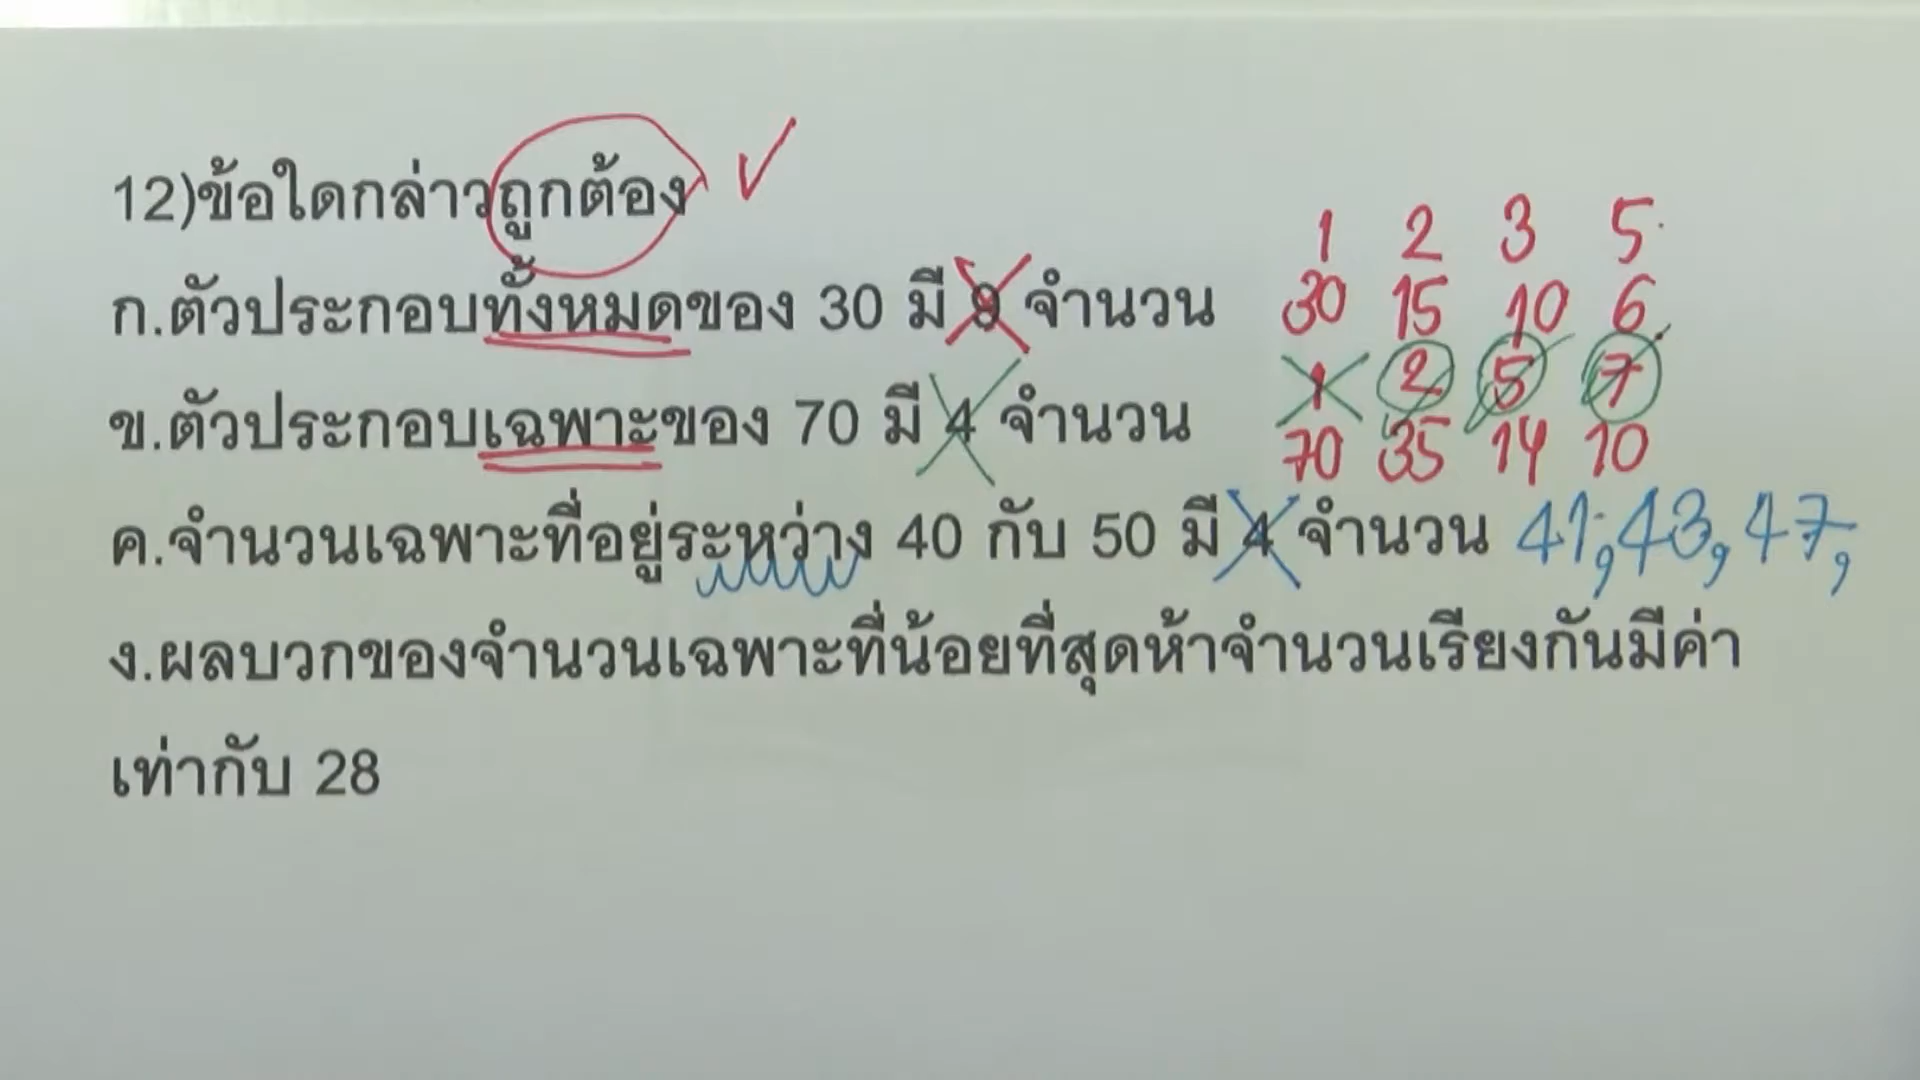 12)ข้อใดกล่าวถูกต้อง ✓
ก.ตัวประกอบทั้งหมดของ 30 มี 9 จำนวน
ข.ตัวประกอบเฉพาะของ 70 มี 4 จำนวน
ค.จำนวนเฉพาะที่อยู่ระหว่าง 40 กับ 50 มี 4 จำนวน 41,43,47,
ง.ผลบวกของจำนวนเฉพาะที่น้อยที่สุดห้าจำนวนเรียงกันมีค่า
เท่ากับ 28
1 2 3 5
30 15 10 6
1 2 5 7
70 35 14 10